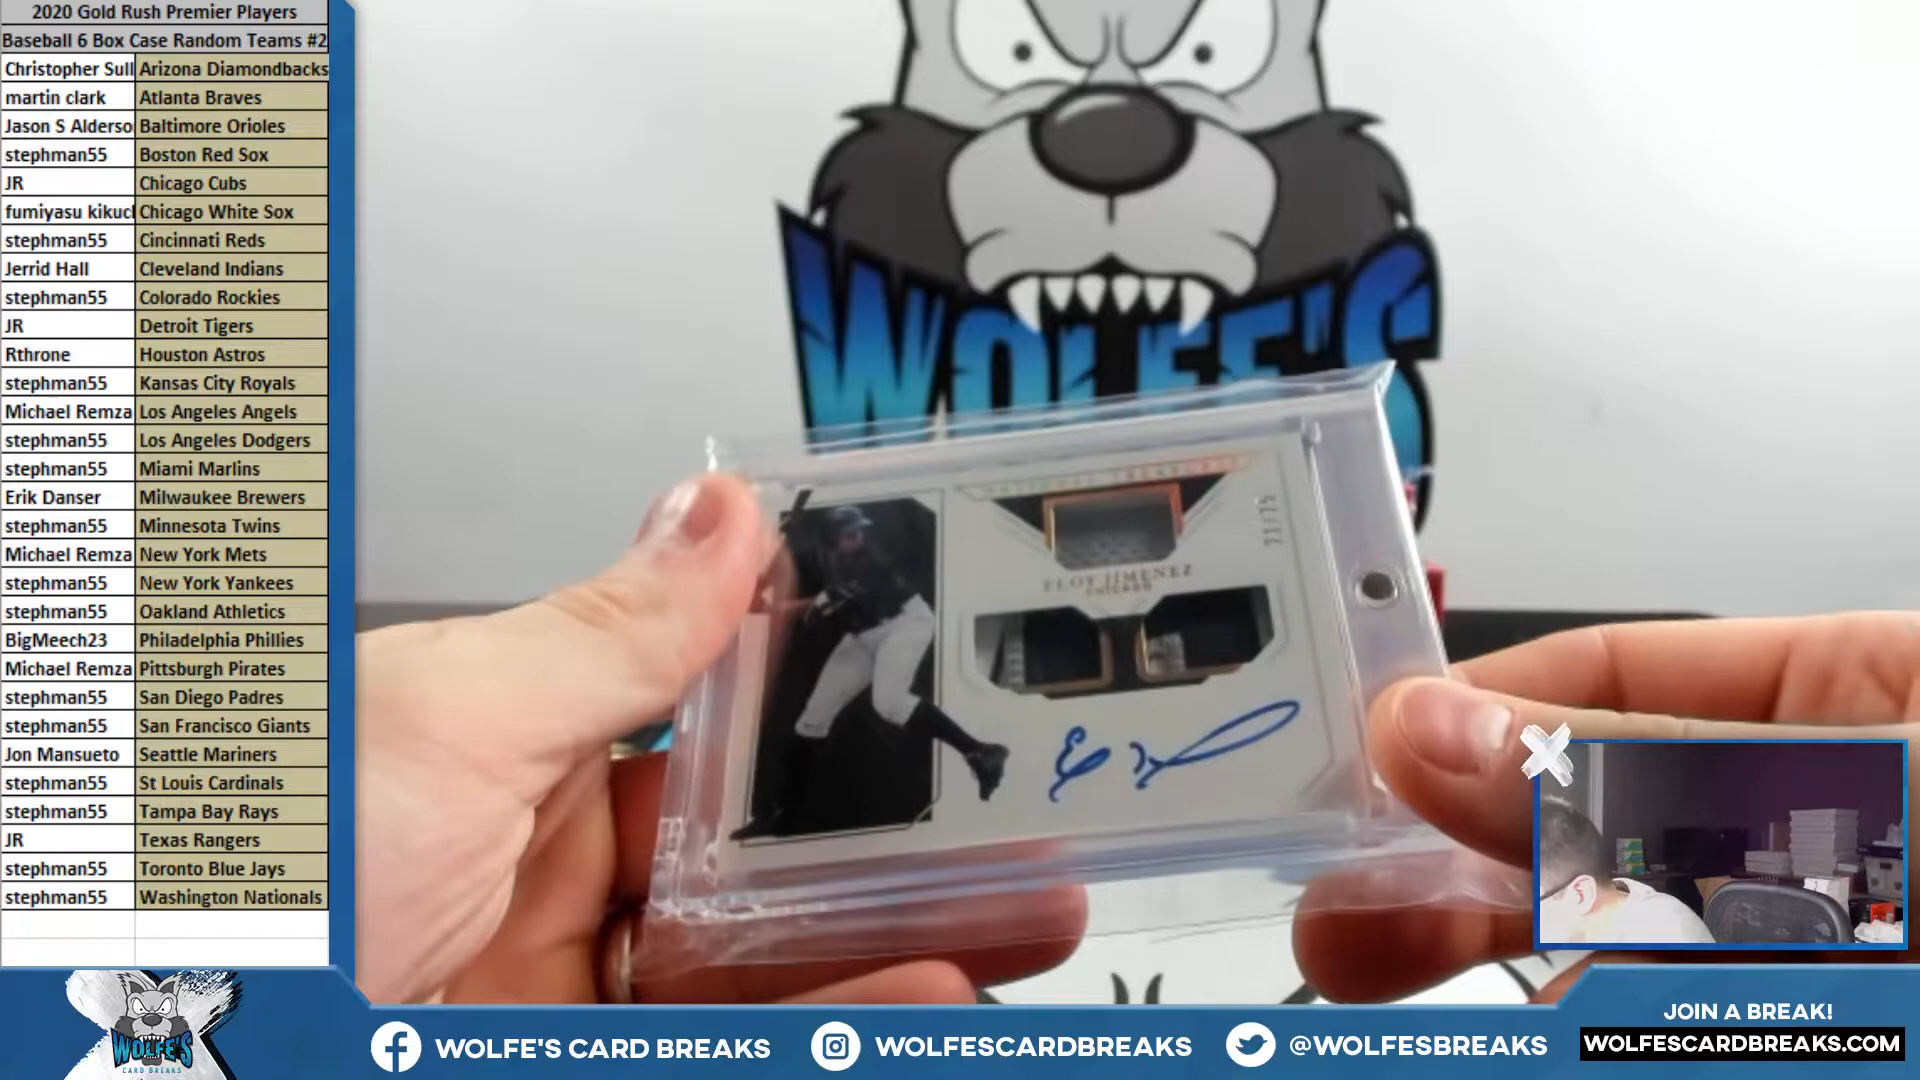 2020 Gold Rush Premier Players
Baseball 6 Box Case Random Teams #2
Christopher Sull Arizona Diamondbacks
martin clark Atlanta Braves
Jason S Alderso Baltimore Orioles
stephman55 Boston Red Sox
JR Chicago Cubs
fumiyasu kikucl Chicago White Sox
stephman55 Cincinnati Reds
Jerrid Hall Cleveland Indians
stephman55 Colorado Rockies
JR Detroit Tigers
Rthrone Houston Astros
stephman55 Kansas City Royals
Michael Remza Los Angeles Angels
stephman55 Los Angeles Dodgers
stephman55 Miami Marlins
Erik Danser Milwaukee Brewers
stephman55 Minnesota Twins
Michael Remza New York Mets
stephman55 New York Yankees
stephman55 Oakland Athletics
BigMeech23 Philadelphia Phillies
Michael Remza Pittsburgh Pirates
stephman55 San Diego Padres
stephman55 San Francisco Giants
Jon Mansueto Seattle Mariners
stephman55 St Louis Cardinals
stephman55 Tampa Bay Rays
JR Texas Rangers
stephman55 Toronto Blue Jays
stephman55 Washington Nationals
WOLFE'S
NATIONAL TREASURES
ELOY JIMENEZ
CHICAGO
WOLFE'S
CARD BREAKS
WOLFE'S CARD BREAKS
WOLFESCARDBREAKS
@WOLFESBREAKS
JOIN A BREAK!
WOLFESCARDBREAKS.COM